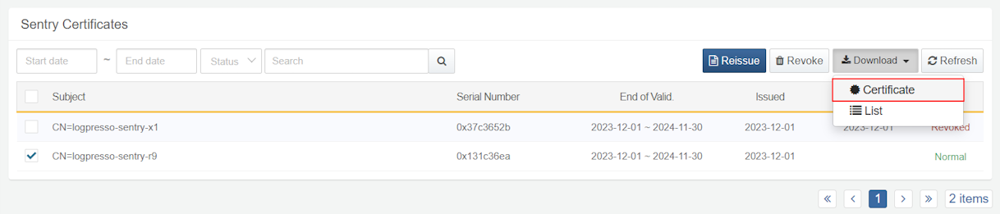 Sentry Certificates
Start date ~ End date Status Search Reissue Revoke Download Refresh
Certificate
List
Subject Serial Number End of Valid. Issued
CN=logpresso-sentry-x1 0x37c3652b 2023-12-01 ~ 2024-11-30 2023-12-01 2023-12-01 Revoked
CN=logpresso-sentry-r9 0x131c36ea 2023-12-01 ~ 2024-11-30 2023-12-01 Normal
« ‹ 1 › » 2 items